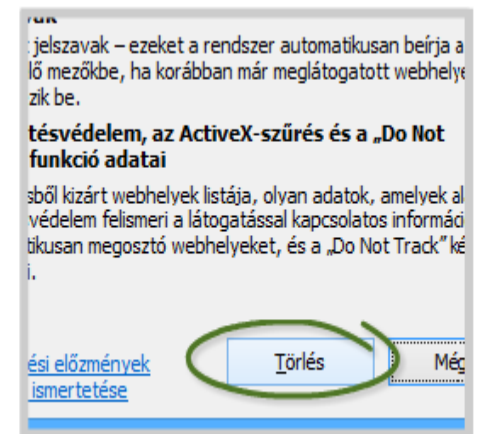 jelszavak – ezeket a rendszer automatikusan beírja a
lő mezőkbe, ha korábban már meglátogatott webhelye
zik be.
tésvédelem, az ActiveX-szűrés és a „Do Not
funkció adatai
sből kizárt webhelyek listája, olyan adatok, amelyek al
védelem felismeri a látogatással kapcsolatos informáci
tikusan megosztó webhelyeket, és a „Do Not Track” ké
i.
ési előzmények
ismertetése
Törlés
Még